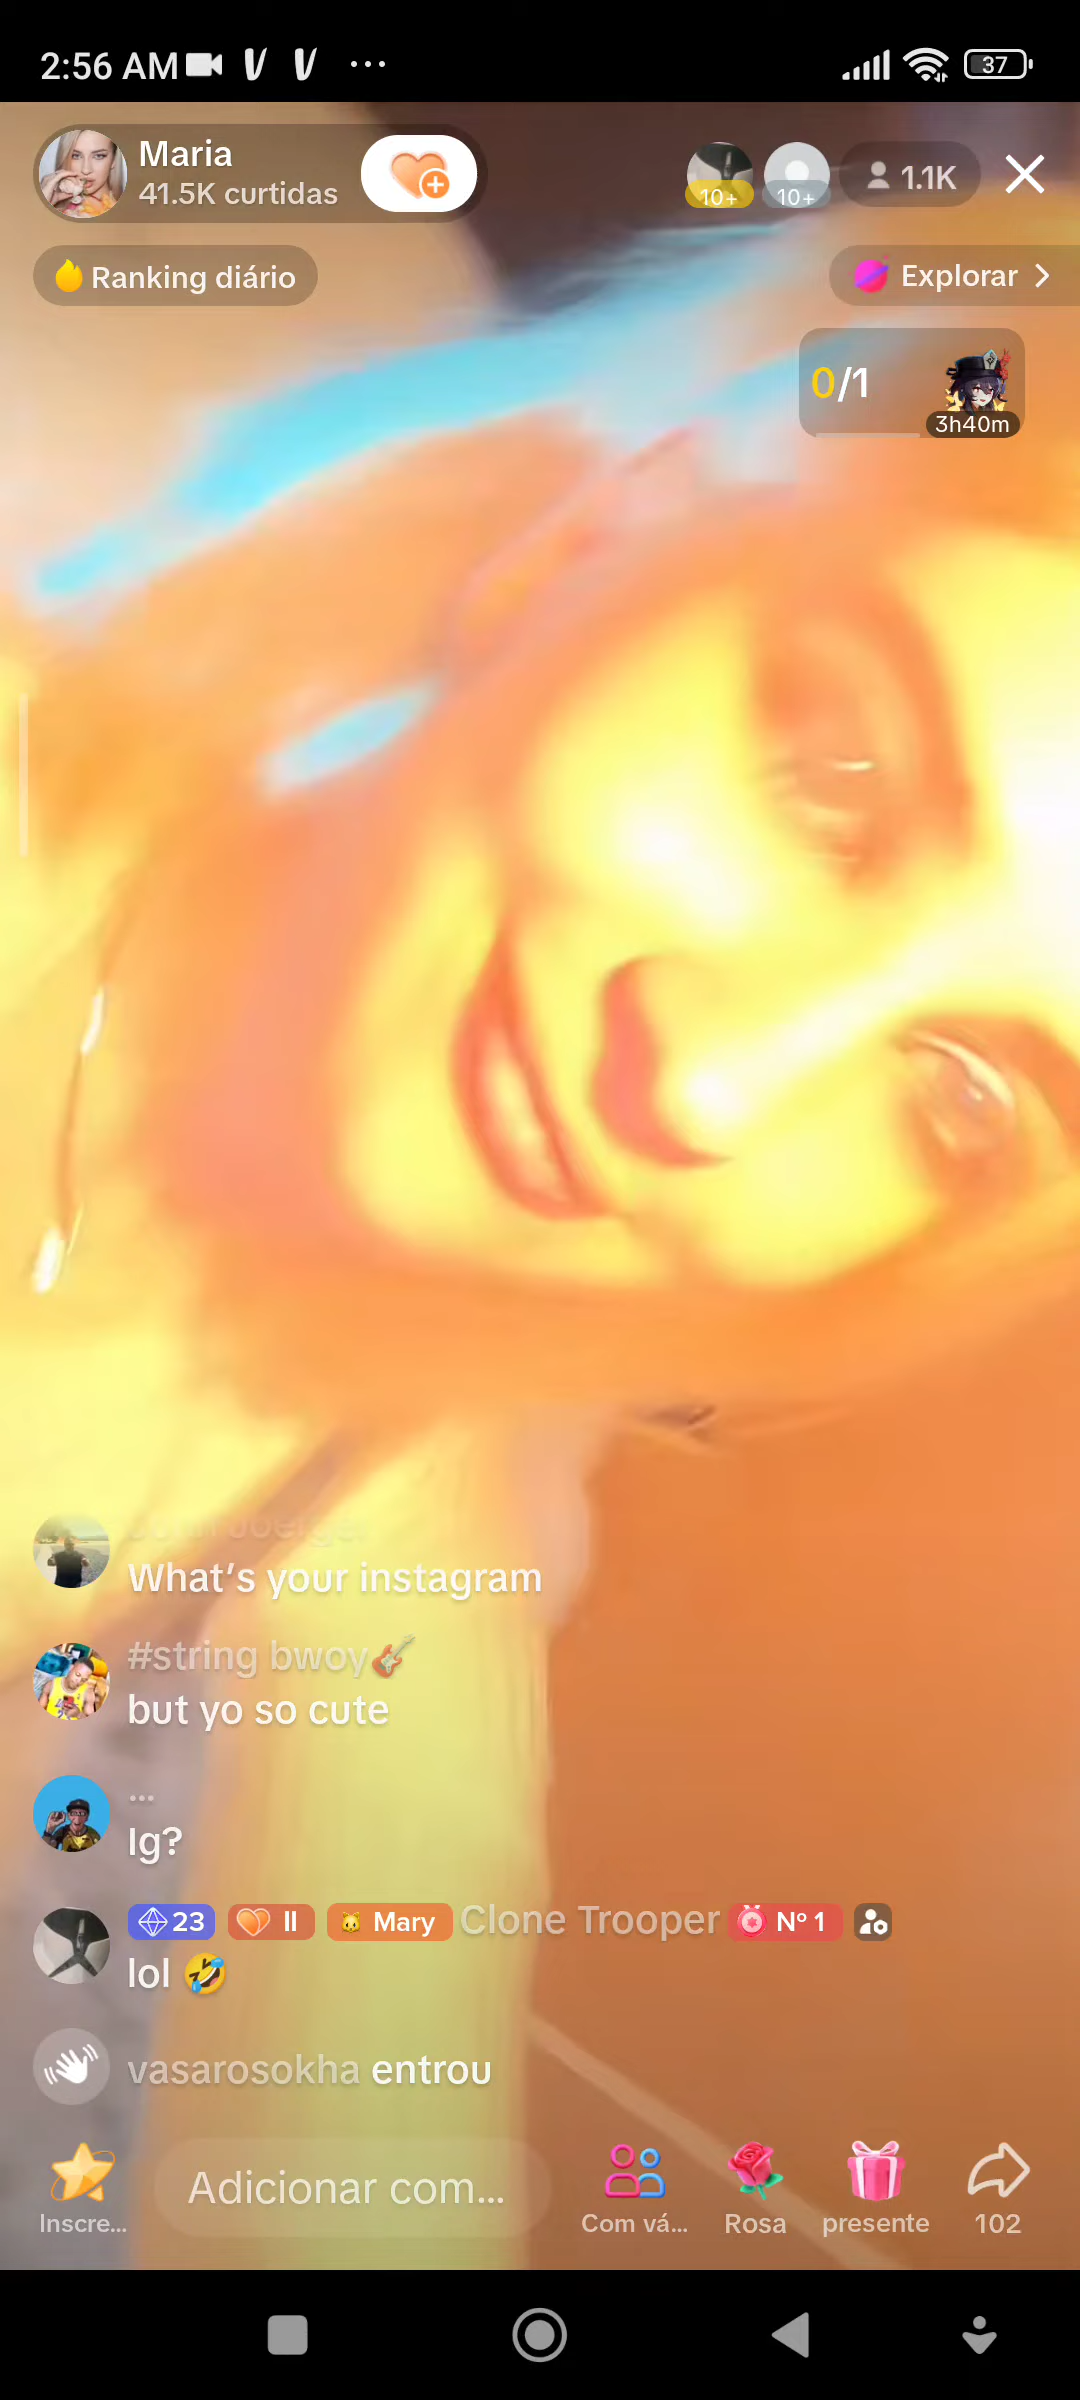 2:56 AM
37
Maria
41.5K curtidas
10+
10+
1.1K
Ranking diário
Explorar
0/1
3h40m
What's your instagram
#string bwoy
but yo so cute
...
Ig?
23
II
Mary
Clone Trooper
Nº 1
lol
vasarosokha entrou
Inscre...
Adicionar com...
Com vá...
Rosa
presente
102